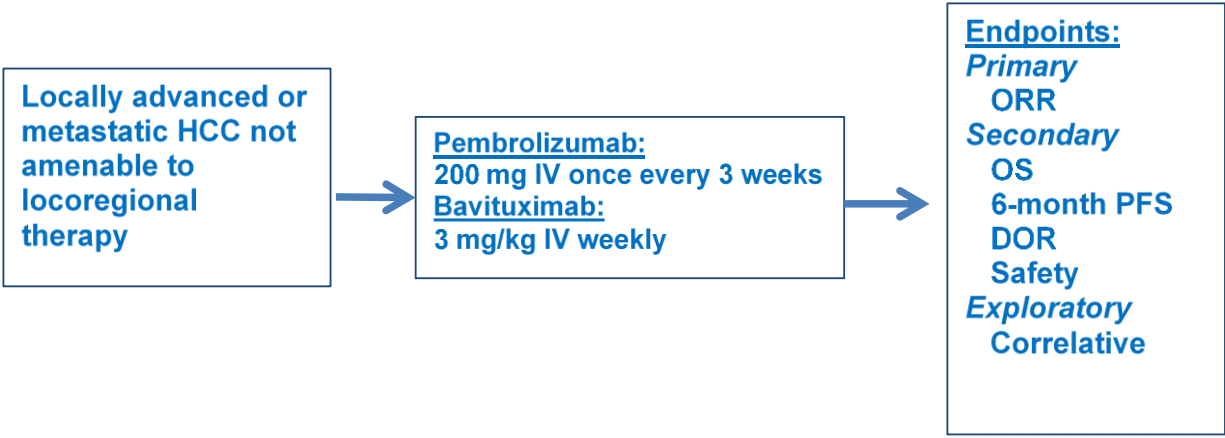 Locally advanced or
metastatic HCC not
amenable to
locoregional
therapy
Pembrolizumab:
200 mg IV once every 3 weeks
Bavituximab:
3 mg/kg IV weekly
Endpoints:
Primary
ORR
Secondary
OS
6-month PFS
DOR
Safety
Exploratory
Correlative